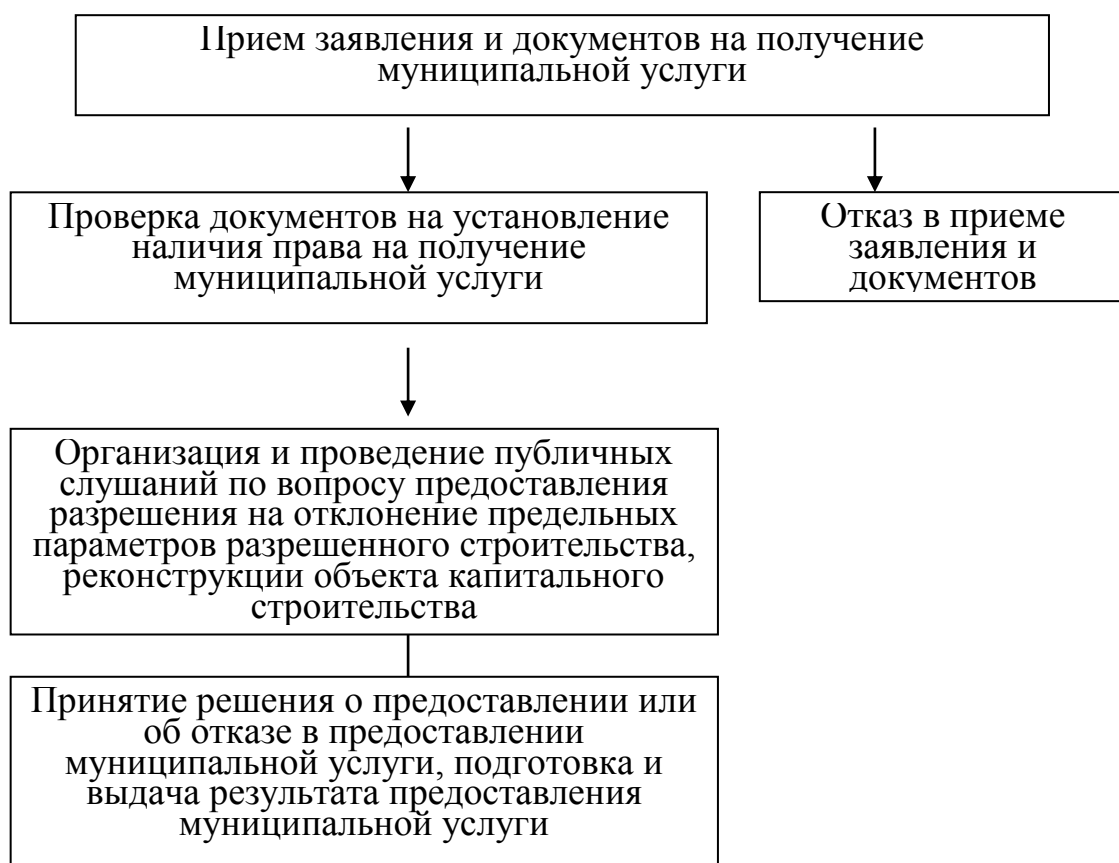 Прием заявления и документов на получение
муниципальной услуги
Проверка документов на установление
наличия права на получение
муниципальной услуги
Отказ в приеме
заявления и
документов
Организация и проведение публичных
слушаний по вопросу предоставления
разрешения на отклонение предельных
параметров разрешенного строительства,
реконструкции объекта капитального
строительства
Принятие решения о предоставлении или
об отказе в предоставлении
муниципальной услуги, подготовка и
выдача результата предоставления
муниципальной услуги